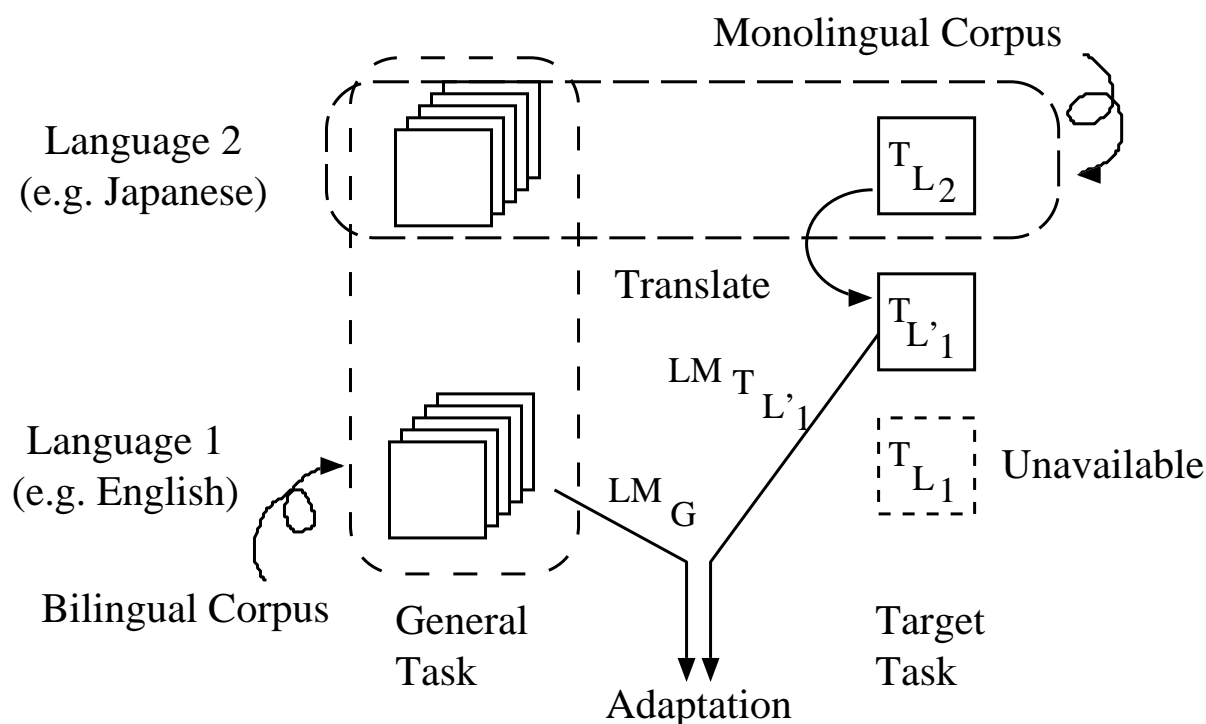 Monolingual Corpus
Language 2
(e.g. Japanese)
T L 2
Translate
T L’ 1
LM T L’ 1
Language 1
(e.g. English)
T L 1
Unavailable
LM G
Bilingual Corpus
General
Task
Target
Task
Adaptation